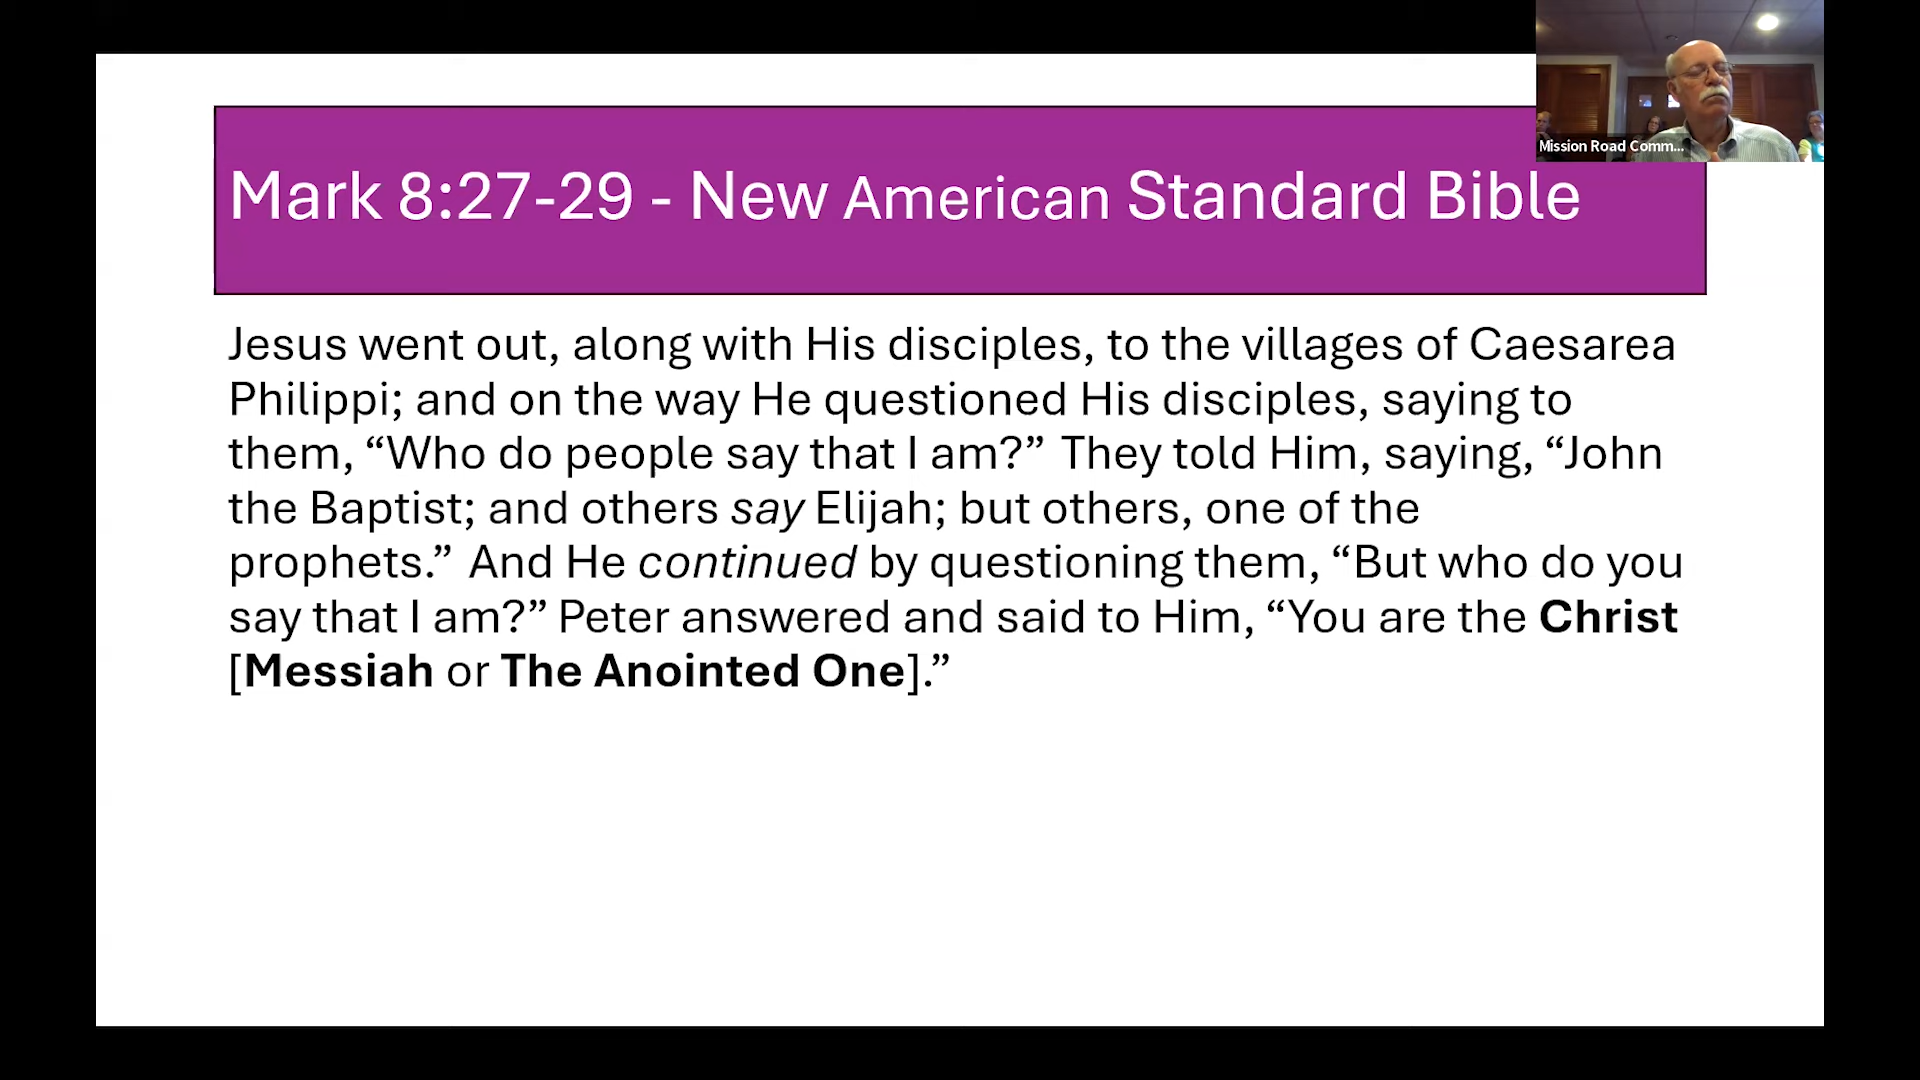 Mission Road Comm...
Mark 8:27-29 - New American Standard Bible
Jesus went out, along with His disciples, to the villages of Caesarea
Philippi; and on the way He questioned His disciples, saying to
them, “Who do people say that I am?” They told Him, saying, “John
the Baptist; and others say Elijah; but others, one of the
prophets.” And He continued by questioning them, “But who do you
say that I am?” Peter answered and said to Him, “You are the Christ
[Messiah or The Anointed One].”